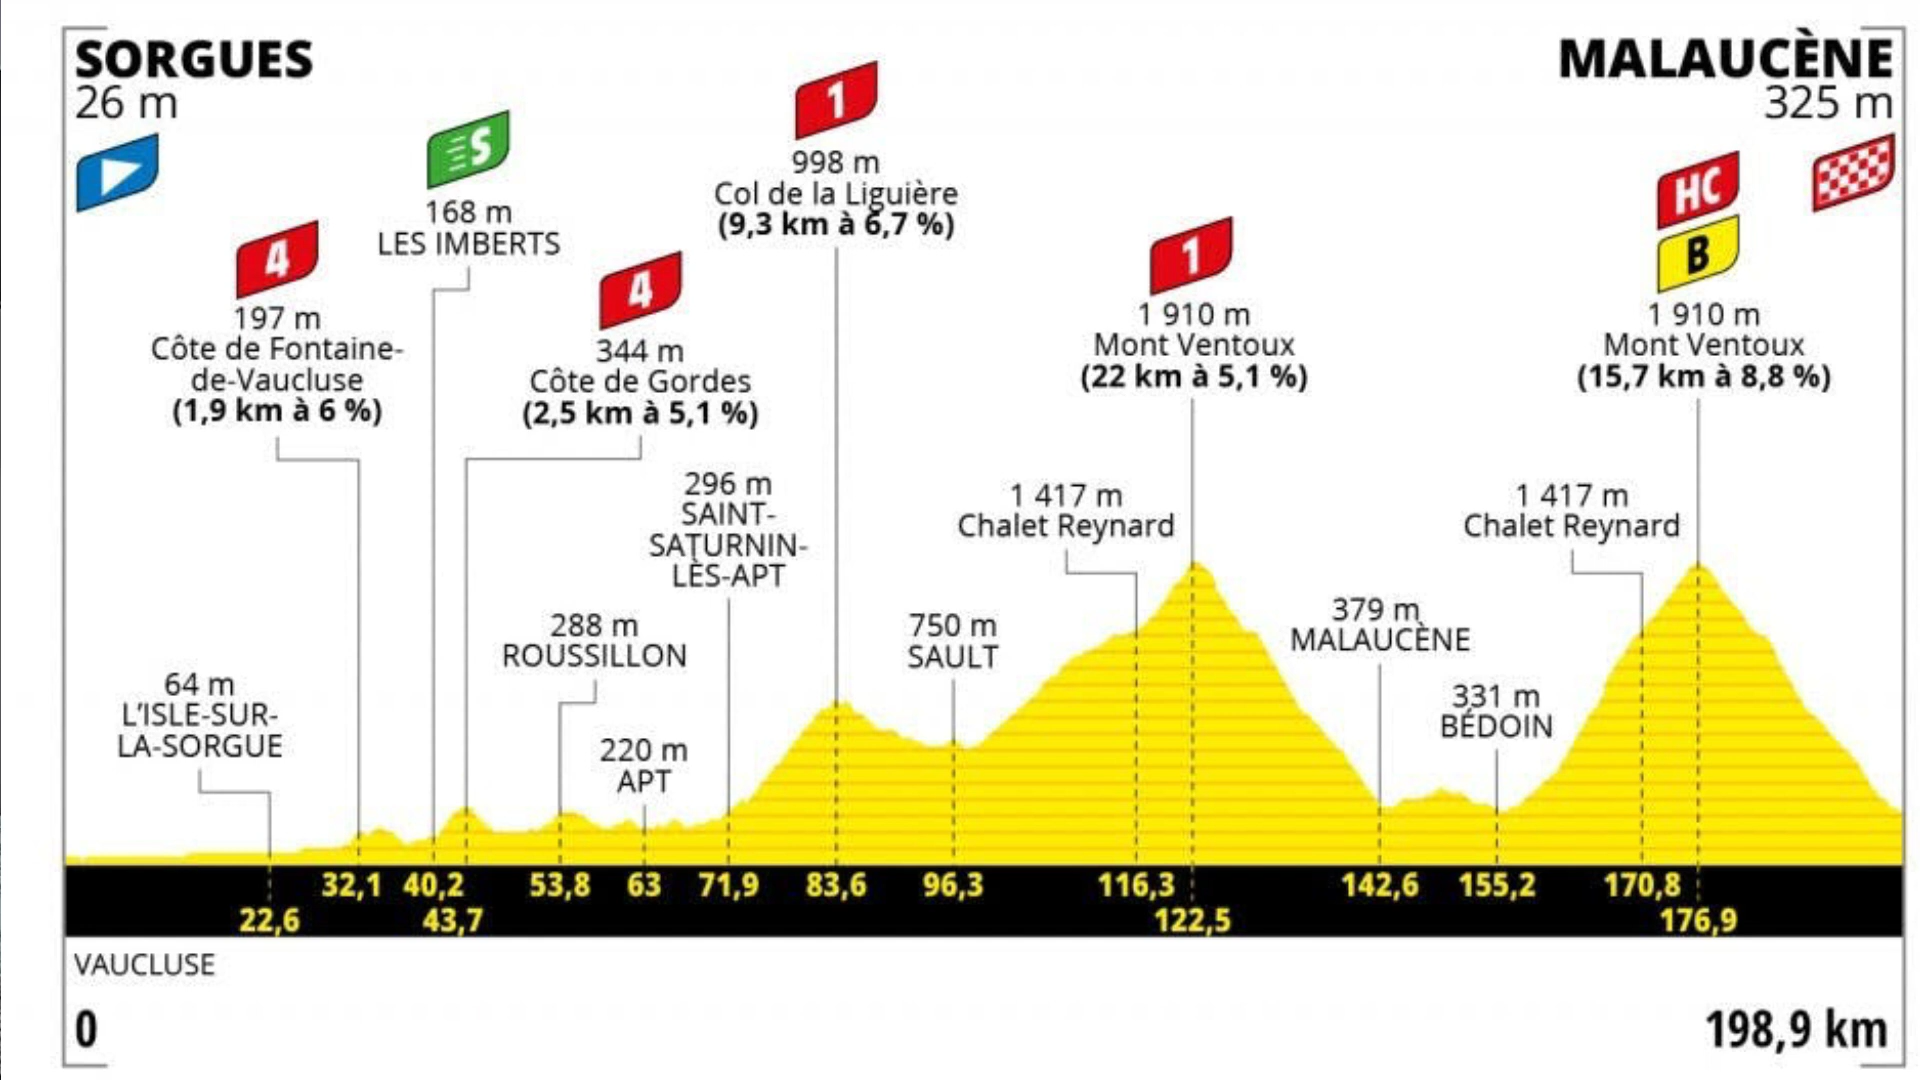 SORGUES
26 m
MALAUCÈNE
325 m
4
197 m
Côte de Fontaine-
de-Vaucluse
(1,9 km à 6 %)
S
168 m
LES IMBERTS
4
344 m
Côte de Gordes
(2,5 km à 5,1 %)
1
998 m
Col de la Liguière
(9,3 km à 6,7 %)
1
1 910 m
Mont Ventoux
(22 km à 5,1 %)
HC
B
1 910 m
Mont Ventoux
(15,7 km à 8,8 %)
64 m
L'ISLE-SUR-
LA-SORGUE
288 m
ROUSSILLON
220 m
APT
296 m
SAINT-
SATURNIN-
LÈS-APT
750 m
SAULT
1 417 m
Chalet Reynard
379 m
MALAUCÈNE
331 m
BÉDOIN
1 417 m
Chalet Reynard
32,1 40,2 53,8 63 71,9 83,6 96,3 116,3 142,6 155,2 170,8
22,6 43,7 122,5 176,9
VAUCLUSE
0
198,9 km